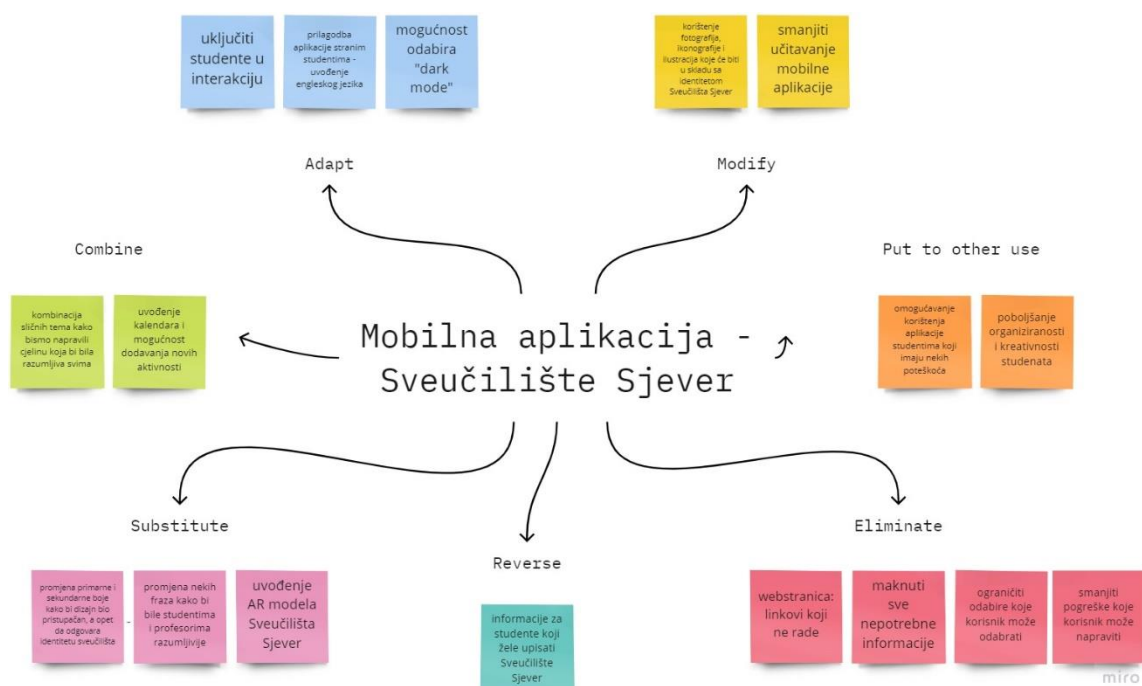 uključiti
studente u
interakciju
prilagodba
aplikacije stranim
studentima -
uvođenje
engleskog jezika
mogućnost
odabira
"dark
mode"
korištenje
fotografija,
ikonografije i
ilustracija koje će biti
u skladu sa
identitetom
Sveučilišta Sjever
smanjiti
učitavanje
mobilne
aplikacije
Adapt
Modify
Combine
Put to other use
kombinacija
sličnih tema kako
bismo napravili
cjelinu koja bi bila
razumljiva svima
uvođenje
kalendara i
mogućnost
dodavanja novih
aktivnosti
Mobilna aplikacija -
Sveučilište Sjever
omogućavanje
korištenja
aplikacije
studentima koji
imaju nekih
poteškoća
poboljšanje
organiziranosti
i kreativnosti
studenata
Substitute
Reverse
Eliminate
promjena primarne i
sekundarne boje
kako bi dizajn bio
pristupačan, a opet
da odgovara
identitetu sveučilišta
-
promjena nekih
fraza kako bi
bile studentima
i profesorima
razumljivije
uvođenje
AR modela
Sveučilišta
Sjever
informacije za
studente koji
žele upisati
Sveučilište
Sjever
webstranica:
linkovi koji
ne rade
maknuti
sve
nepotrebne
informacije
ograničiti
odabire koje
korisnik može
odabrati
smanjiti
pogreške koje
korisnik može
napraviti
miro